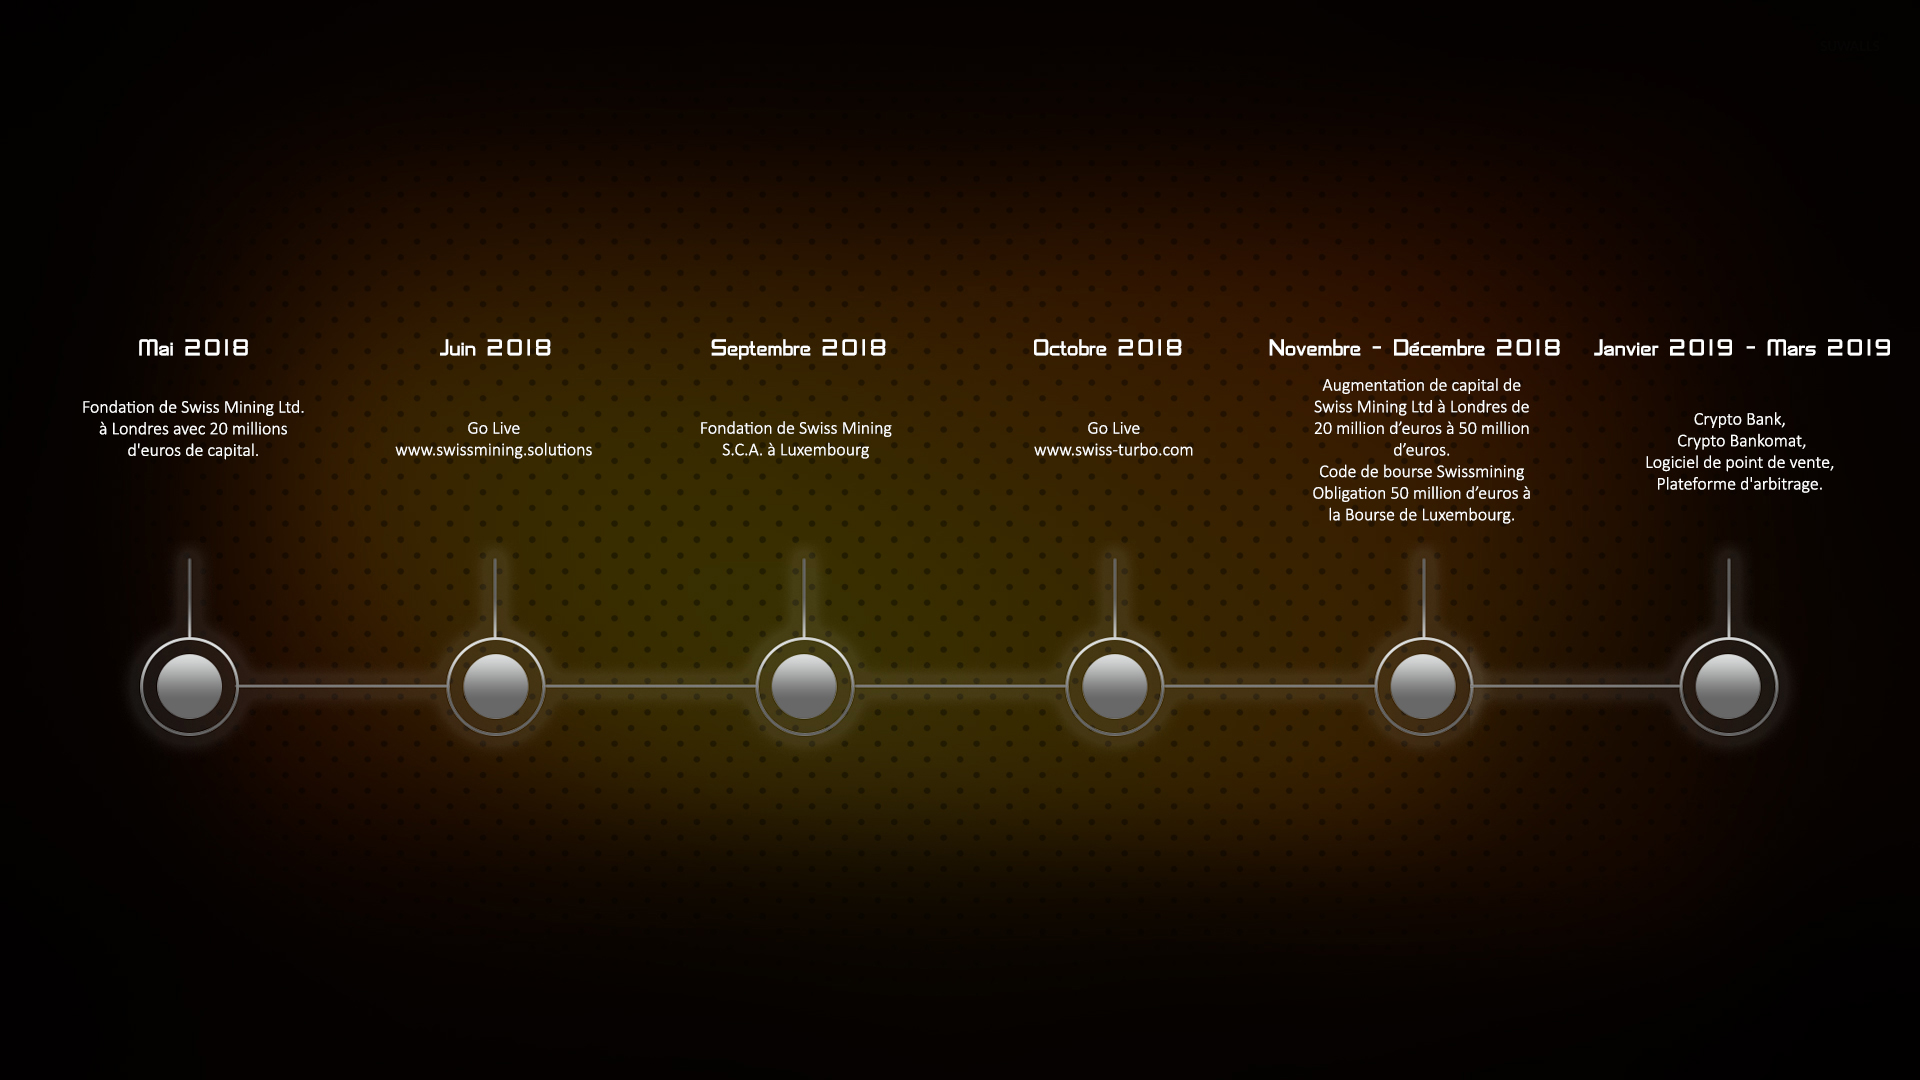 Mai 2018
Fondation de Swiss Mining Ltd.
à Londres avec 20 millions
d'euros de capital.
Juin 2018
Go Live
www.swissmining.solutions
Septembre 2018
Fondation de Swiss Mining
S.C.A. à Luxembourg
Octobre 2018
Go Live
www.swiss-turbo.com
Novembre - Décembre 2018
Augmentation de capital de
Swiss Mining Ltd à Londres de
20 million d’euros à 50 million
d’euros.
Code de bourse Swissmining
Obligation 50 million d’euros à
la Bourse de Luxembourg.
Janvier 2019 - Mars 2019
Crypto Bank,
Crypto Bankomat,
Logiciel de point de vente,
Plateforme d'arbitrage.